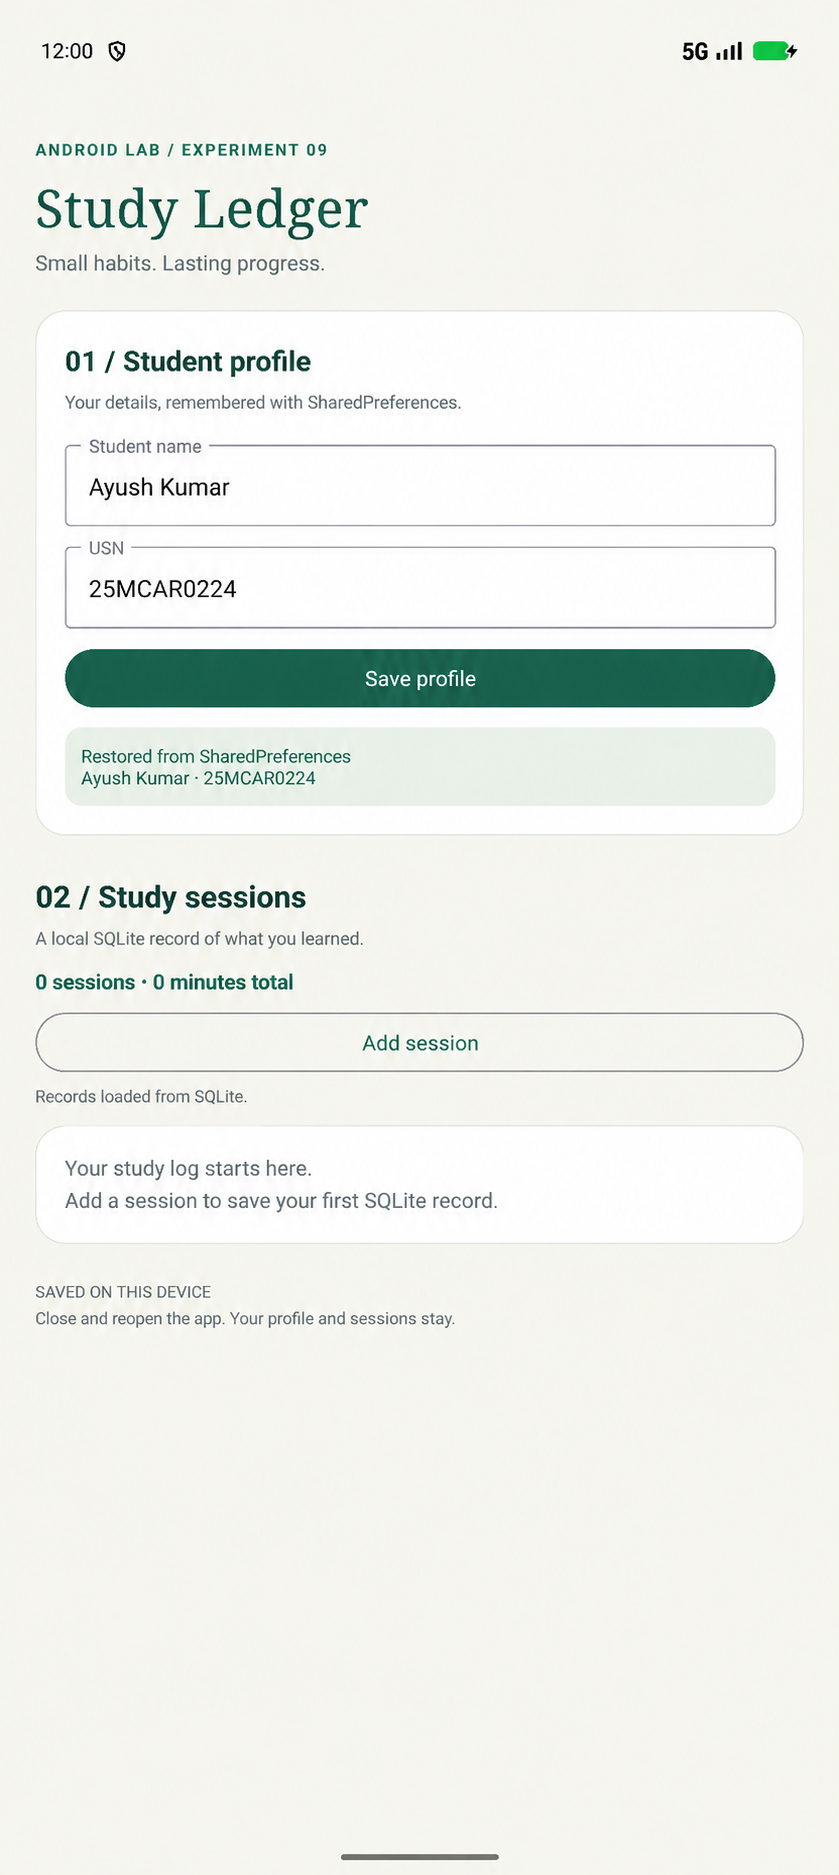 12:00
5G
ANDROID LAB / EXPERIMENT 09
Study Ledger
Small habits. Lasting progress.
01 / Student profile
Your details, remembered with SharedPreferences.
Student name
Ayush Kumar
USN
25MCAR0224
Save profile
Restored from SharedPreferences
Ayush Kumar · 25MCAR0224
02 / Study sessions
A local SQLite record of what you learned.
0 sessions · 0 minutes total
Add session
Records loaded from SQLite.
Your study log starts here.
Add a session to save your first SQLite record.
SAVED ON THIS DEVICE
Close and reopen the app. Your profile and sessions stay.